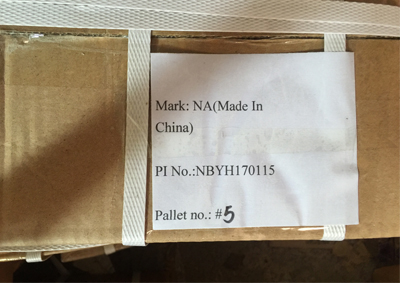 Mark: NA(Made In
China)
PI No.:NBYH170115
Pallet no.: #5